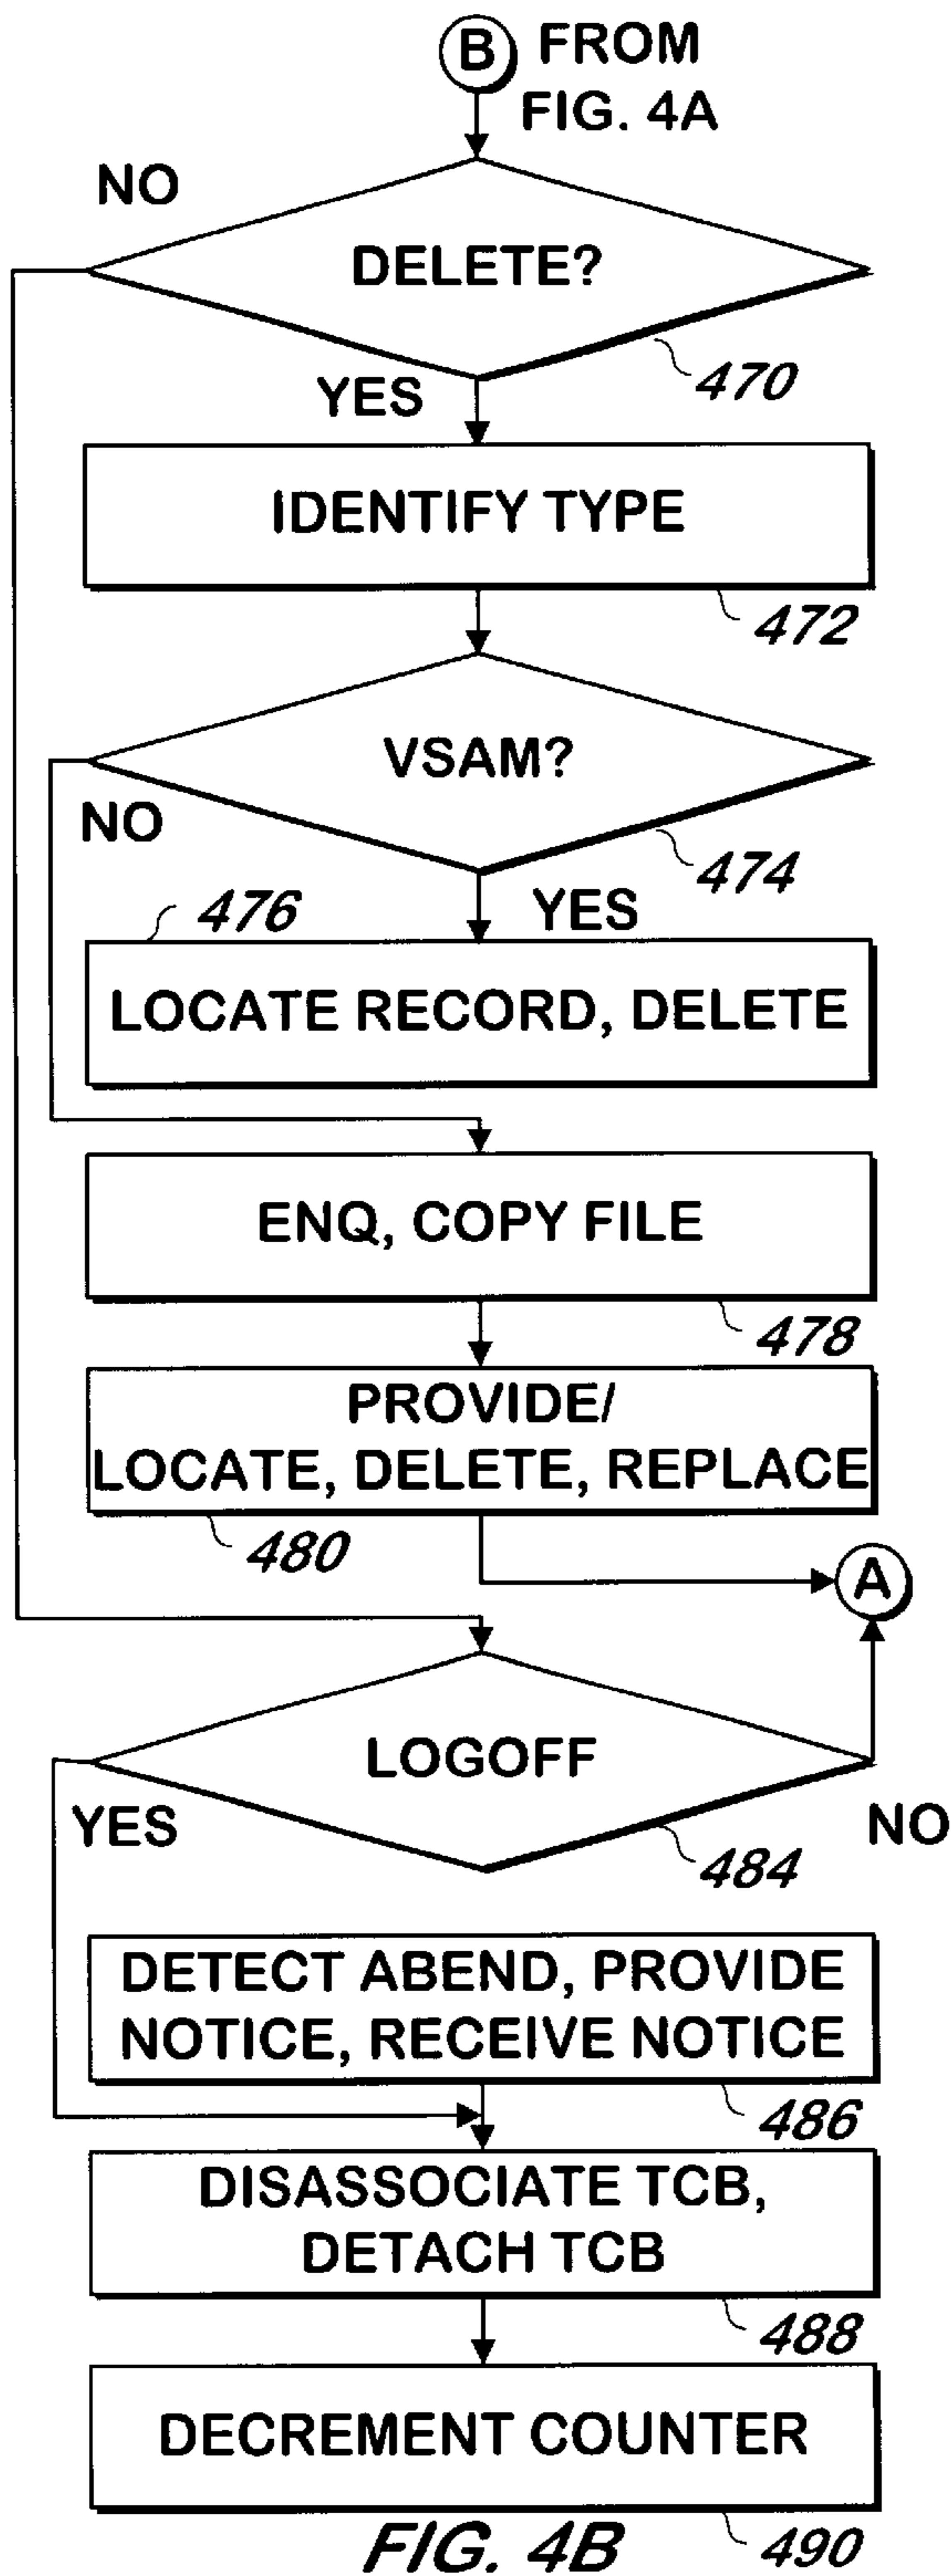 B FROM
FIG. 4A
NO
DELETE?
470
YES
IDENTIFY TYPE
472
VSAM?
NO
474
476
YES
LOCATE RECORD, DELETE
ENQ, COPY FILE
478
PROVIDE/
LOCATE, DELETE, REPLACE
480
A
LOGOFF
YES
NO
484
DETECT ABEND, PROVIDE
NOTICE, RECEIVE NOTICE
486
DISASSOCIATE TCB,
DETACH TCB
488
DECREMENT COUNTER
490
FIG. 4B